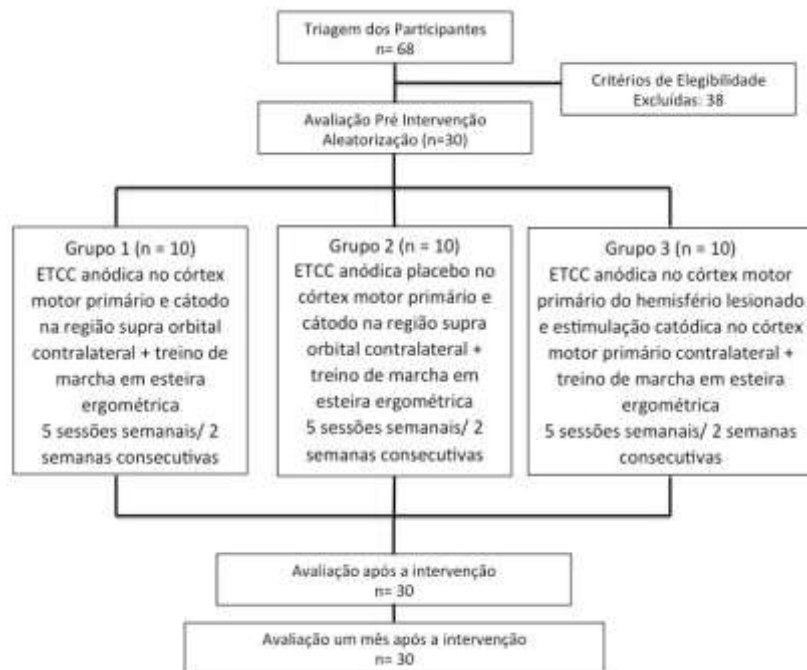 Triagem dos Participantes
n= 68
Critérios de Elegibilidade
Excluídas: 38
Avaliação Pré Intervenção
Aleatorização (n=30)
Grupo 1 (n = 10)
ETCC anódica no córtex
motor primário e cátodo
na região supra orbital
contralateral + treino de
marcha em esteira
ergométrica
5 sessões semanais/ 2
semanas consecutivas
Grupo 2 (n = 10)
ETCC anódica placebo no
córtex motor primário e
cátodo na região supra
orbital contralateral +
treino de marcha em
esteira ergométrica
5 sessões semanais/ 2
semanas consecutivas
Grupo 3 (n = 10)
ETCC anódica no córtex motor
primário do hemisfério lesionado
e estimulação catódica no córtex
motor primário contralateral +
treino de marcha em esteira
ergométrica
5 sessões semanais/ 2 semanas
consecutivas
Avaliação após a intervenção
n= 30
Avaliação um mês após a intervenção
n= 30